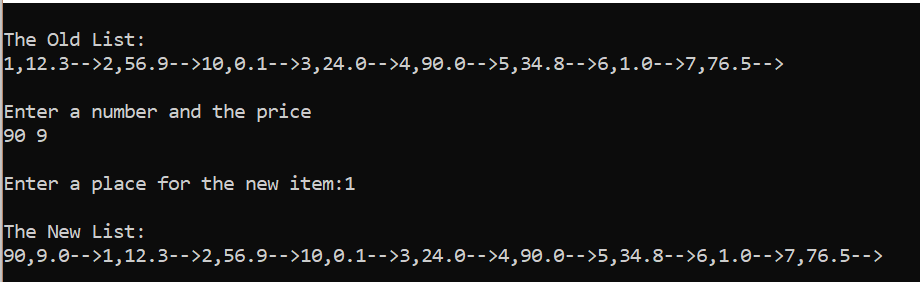 The Old List:
1,12.3-->2,56.9-->10,0.1-->3,24.0-->4,90.0-->5,34.8-->6,1.0-->7,76.5-->
Enter a number and the price
90 9
Enter a place for the new item:1
The New List:
90,9.0-->1,12.3-->2,56.9-->10,0.1-->3,24.0-->4,90.0-->5,34.8-->6,1.0-->7,76.5-->